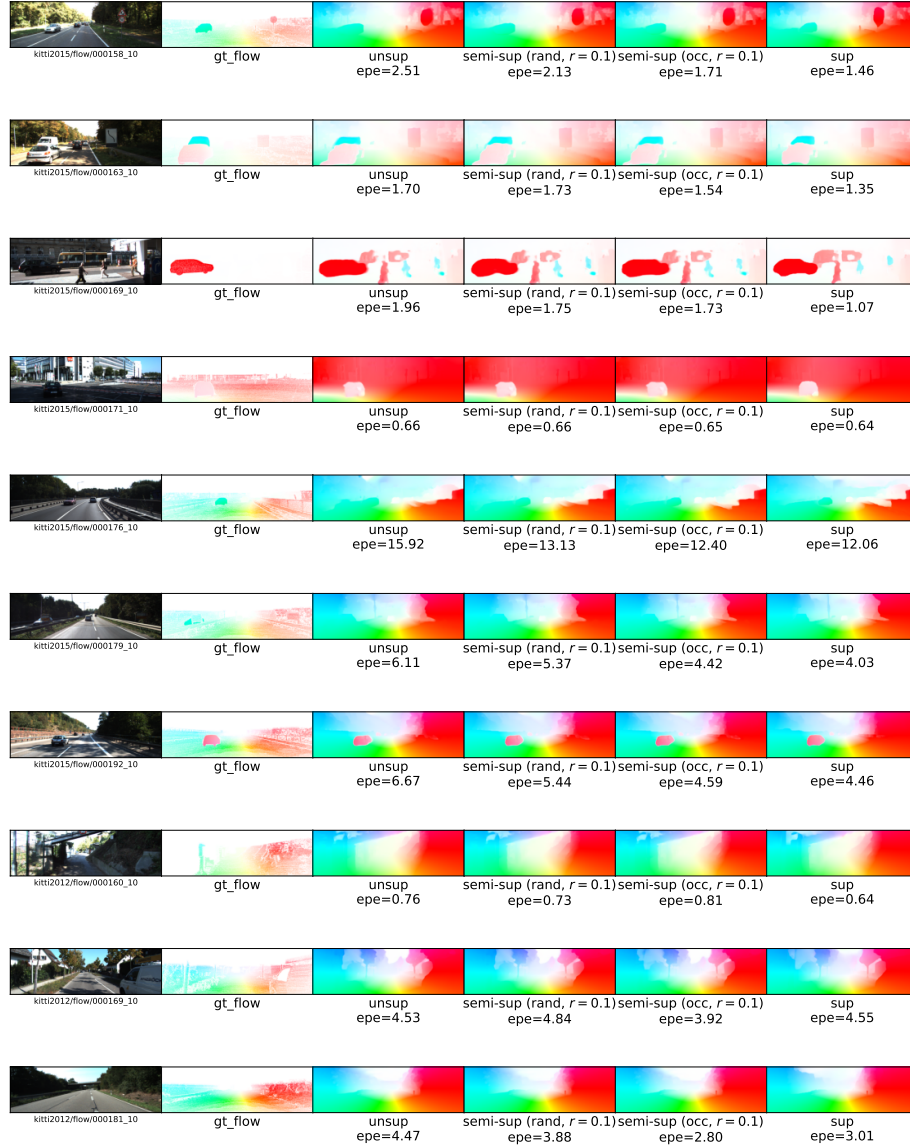 kitti2015/flow/000158_10
gt_flow
unsup
epe=2.51
semi-sup (rand, r = 0.1)
epe=2.13
semi-sup (occ, r = 0.1)
epe=1.71
sup
epe=1.46
kitti2015/flow/000163_10
gt_flow
unsup
epe=1.70
semi-sup (rand, r = 0.1)
epe=1.73
semi-sup (occ, r = 0.1)
epe=1.54
sup
epe=1.35
kitti2015/flow/000169_10
gt_flow
unsup
epe=1.96
semi-sup (rand, r = 0.1)
epe=1.75
semi-sup (occ, r = 0.1)
epe=1.73
sup
epe=1.07
kitti2015/flow/000171_10
gt_flow
unsup
epe=0.66
semi-sup (rand, r = 0.1)
epe=0.66
semi-sup (occ, r = 0.1)
epe=0.65
sup
epe=0.64
kitti2015/flow/000176_10
gt_flow
unsup
epe=15.92
semi-sup (rand, r = 0.1)
epe=13.13
semi-sup (occ, r = 0.1)
epe=12.40
sup
epe=12.06
kitti2015/flow/000179_10
gt_flow
unsup
epe=6.11
semi-sup (rand, r = 0.1)
epe=5.37
semi-sup (occ, r = 0.1)
epe=4.42
sup
epe=4.03
kitti2015/flow/000192_10
gt_flow
unsup
epe=6.67
semi-sup (rand, r = 0.1)
epe=5.44
semi-sup (occ, r = 0.1)
epe=4.59
sup
epe=4.46
kitti2012/flow/000160_10
gt_flow
unsup
epe=0.76
semi-sup (rand, r = 0.1)
epe=0.73
semi-sup (occ, r = 0.1)
epe=0.81
sup
epe=0.64
kitti2012/flow/000169_10
gt_flow
unsup
epe=4.53
semi-sup (rand, r = 0.1)
epe=4.84
semi-sup (occ, r = 0.1)
epe=3.92
sup
epe=4.55
kitti2012/flow/000181_10
gt_flow
unsup
epe=4.47
semi-sup (rand, r = 0.1)
epe=3.88
semi-sup (occ, r = 0.1)
epe=2.80
sup
epe=3.01